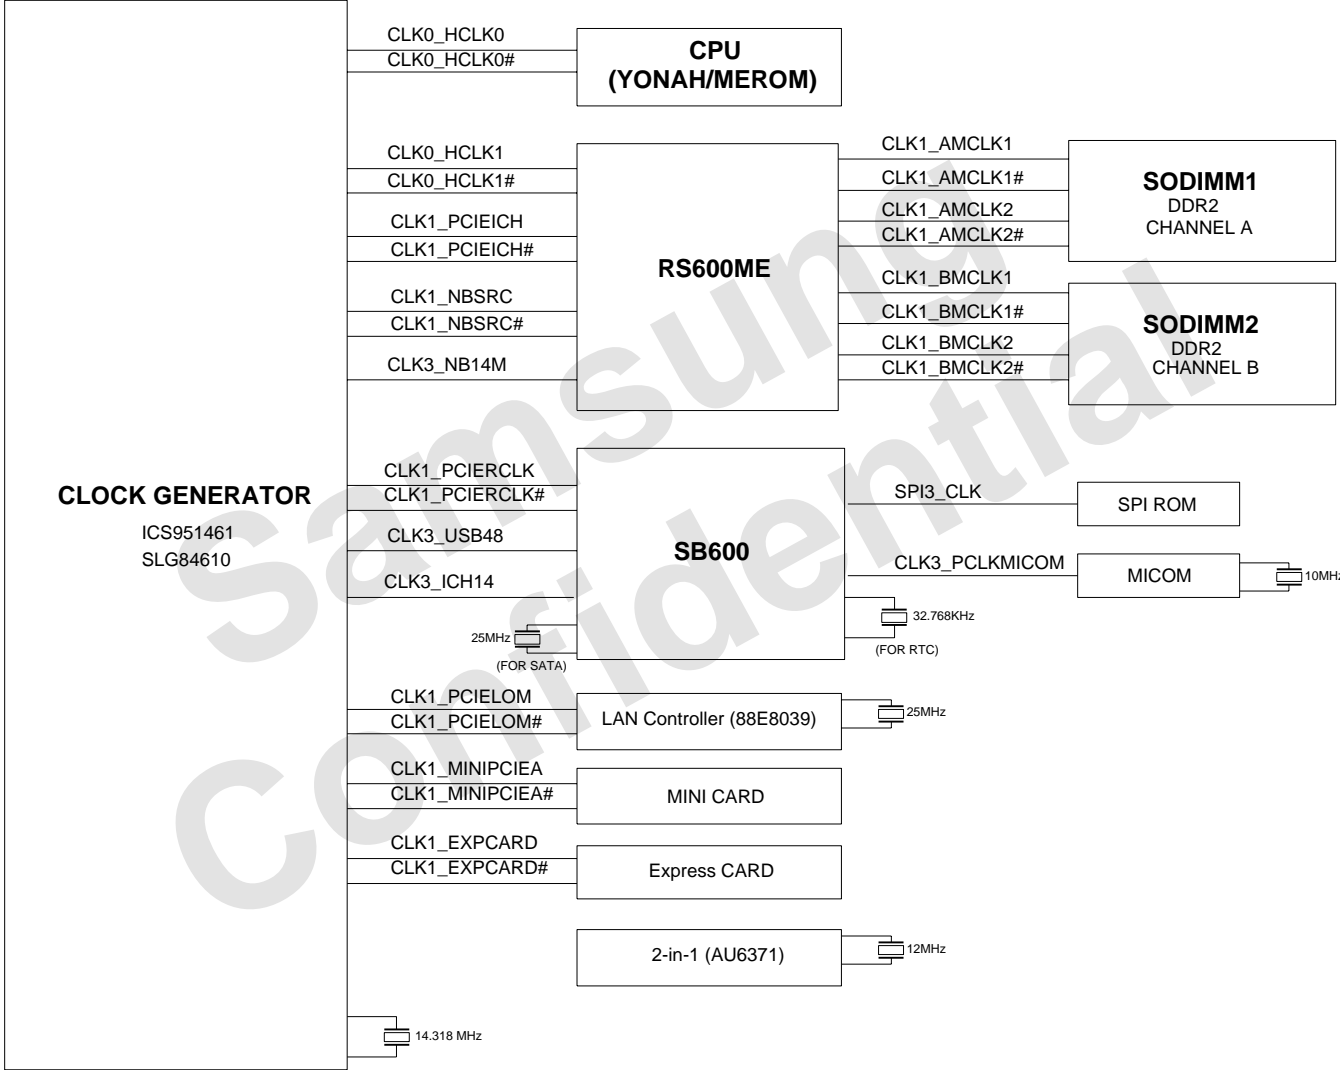 CLK0_HCLK0
CLK0_HCLK0#
CPU
(YONAH/MEROM)
CLK0_HCLK1
CLK0_HCLK1#
CLK1_PCIEICH
CLK1_PCIEICH#
CLK1_NBSRC
CLK1_NBSRC#
CLK3_NB14M
RS600ME
CLK1_AMCLK1
CLK1_AMCLK1#
CLK1_AMCLK2
CLK1_AMCLK2#
CLK1_BMCLK1
CLK1_BMCLK1#
CLK1_BMCLK2
CLK1_BMCLK2#
SODIMM1
DDR2
CHANNEL A
SODIMM2
DDR2
CHANNEL B
CLOCK GENERATOR
ICS951461
SLG84610
CLK1_PCIERCLK
CLK1_PCIERCLK#
CLK3_USB48
CLK3_ICH14
25MHz
(FOR SATA)
SB600
SPI3_CLK
SPI ROM
CLK3_PCLKMICOM
MICOM
10MHz
32.768KHz
(FOR RTC)
CLK1_PCIELOM
CLK1_PCIELOM#
LAN Controller (88E8039)
25MHz
CLK1_MINIPCIEA
CLK1_MINIPCIEA#
MINI CARD
CLK1_EXPCARD
CLK1_EXPCARD#
Express CARD
2-in-1 (AU6371)
12MHz
14.318 MHz
Samsung
Confidential